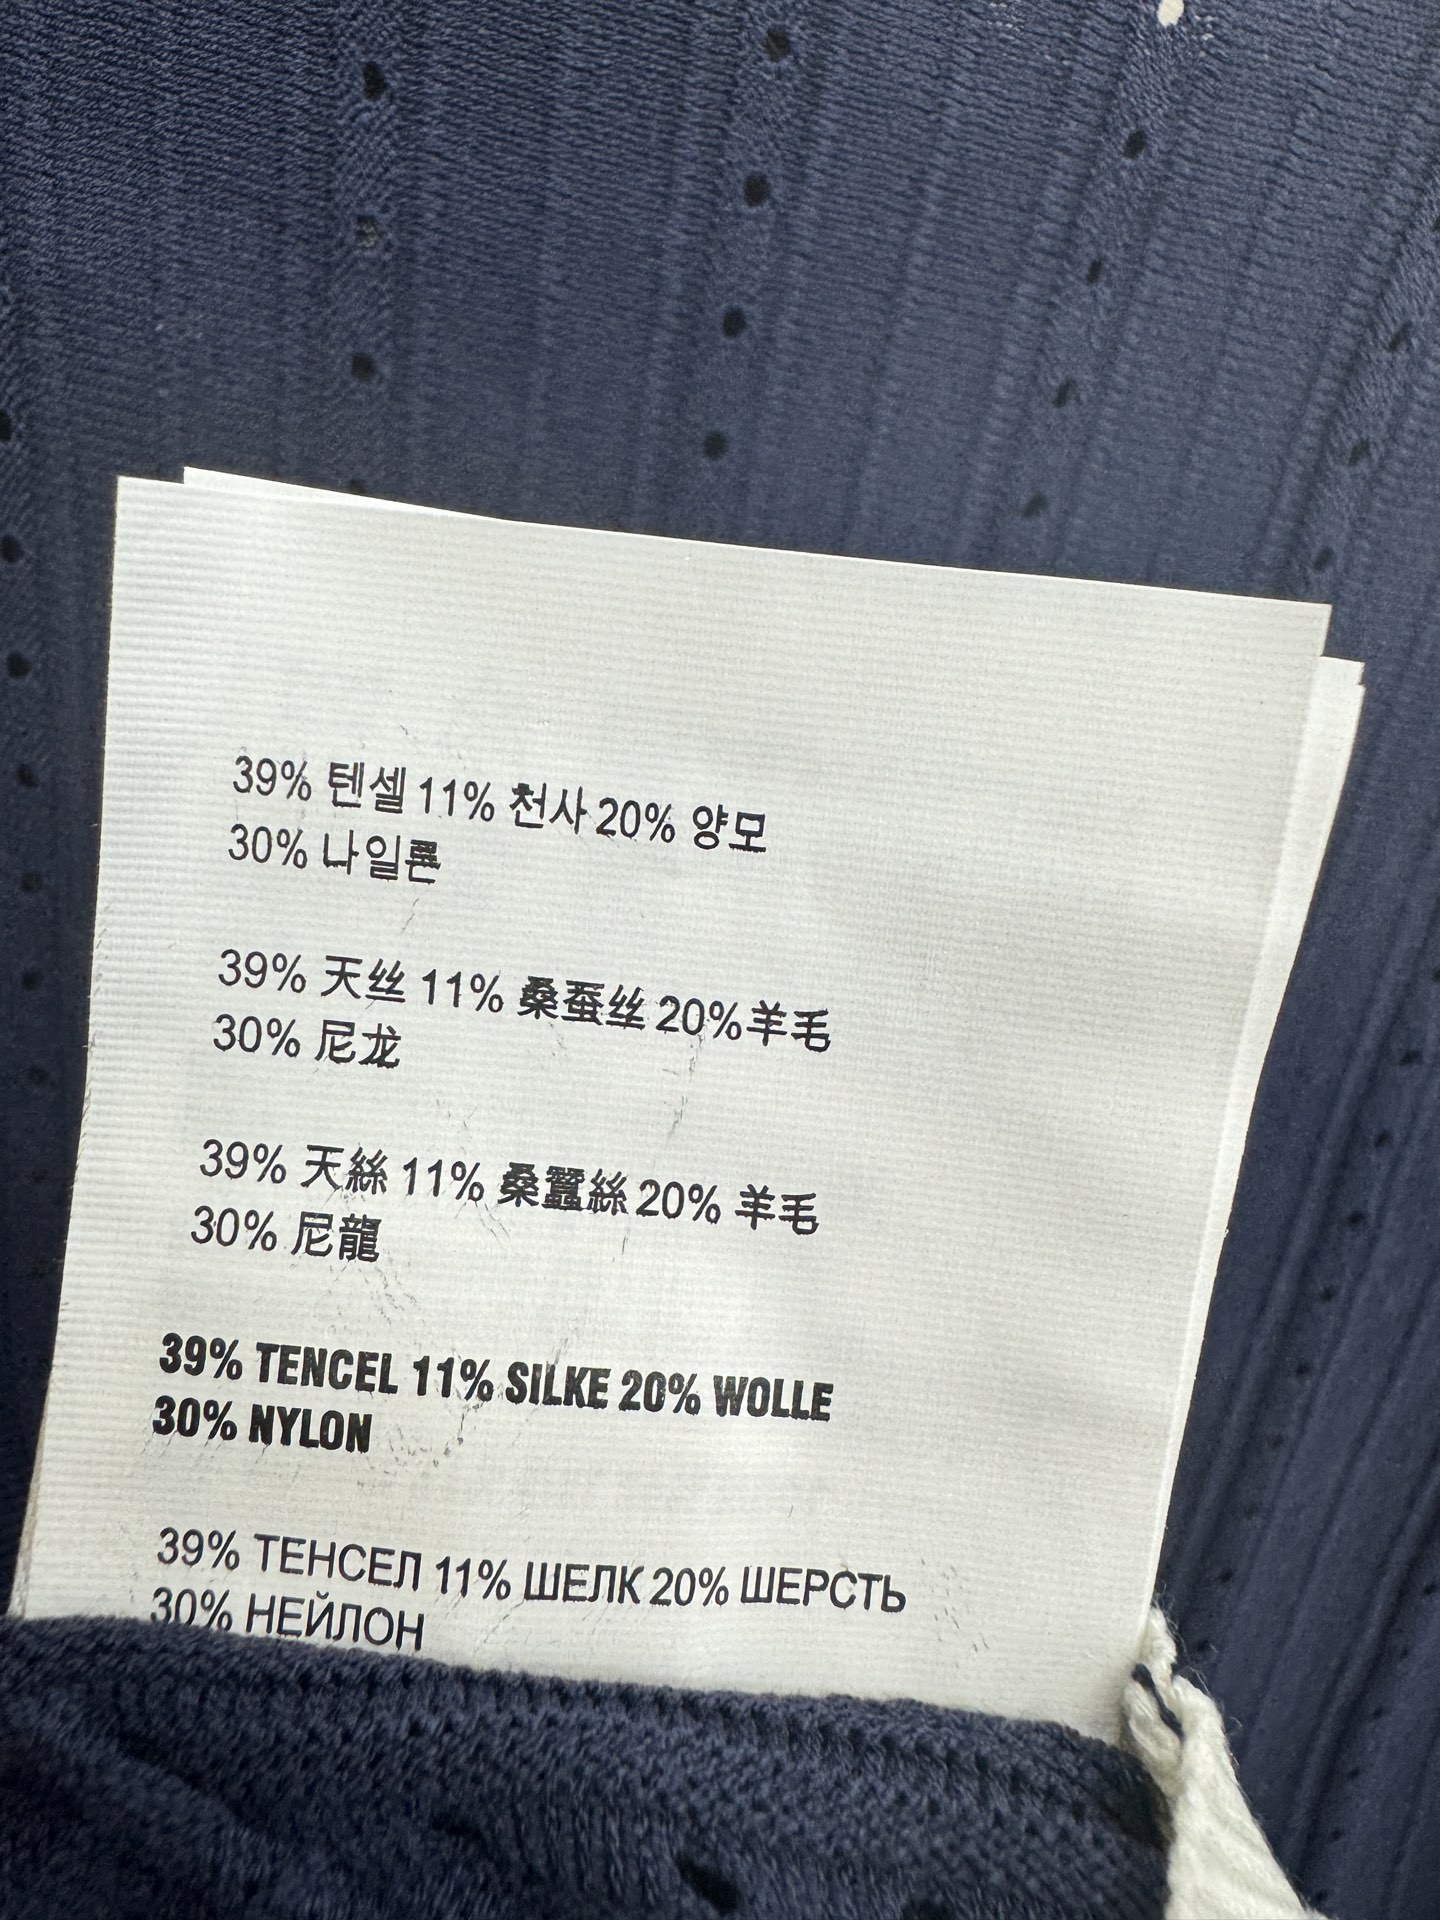 39% 텐셀 11% 천사 20% 양모
30% 나일론
39% 天丝 11% 桑蚕丝 20%羊毛
30% 尼龙
39% 天絲 11% 桑蠶絲 20% 羊毛
30% 尼龍
39% TENCEL 11% SILKE 20% WOLLE
30% NYLON
39% ТЕНСЕЛ 11% ШЕЛК 20% ШЕРСТЬ
30% НЕЙЛОН